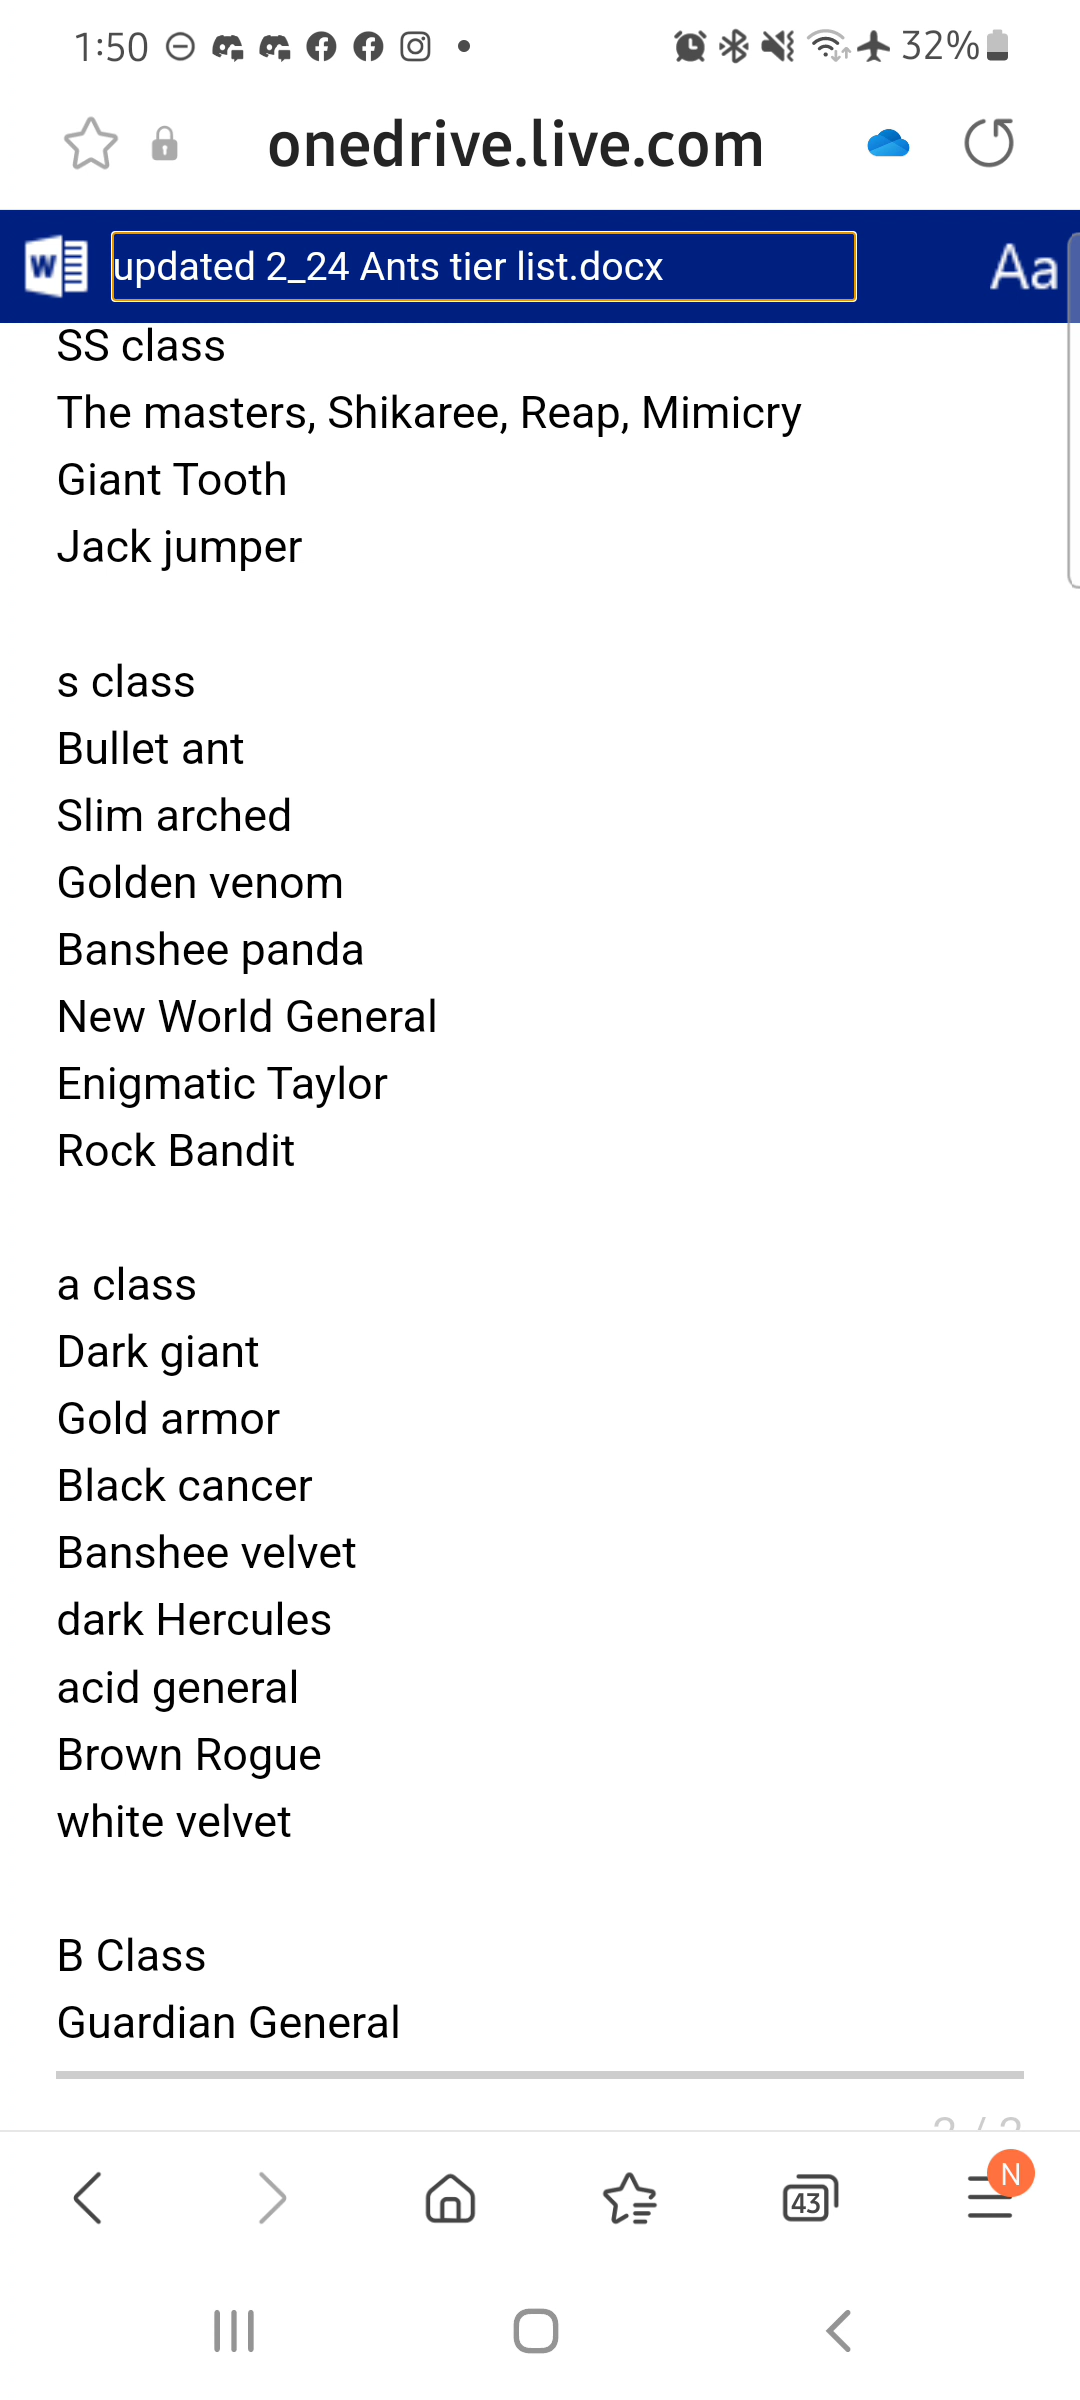 1:50
32%
onedrive.live.com
W
updated 2_24 Ants tier list.docx
Aa
SS class
The masters, Shikaree, Reap, Mimicry
Giant Tooth
Jack jumper
s class
Bullet ant
Slim arched
Golden venom
Banshee panda
New World General
Enigmatic Taylor
Rock Bandit
a class
Dark giant
Gold armor
Black cancer
Banshee velvet
dark Hercules
acid general
Brown Rogue
white velvet
B Class
Guardian General
43
N